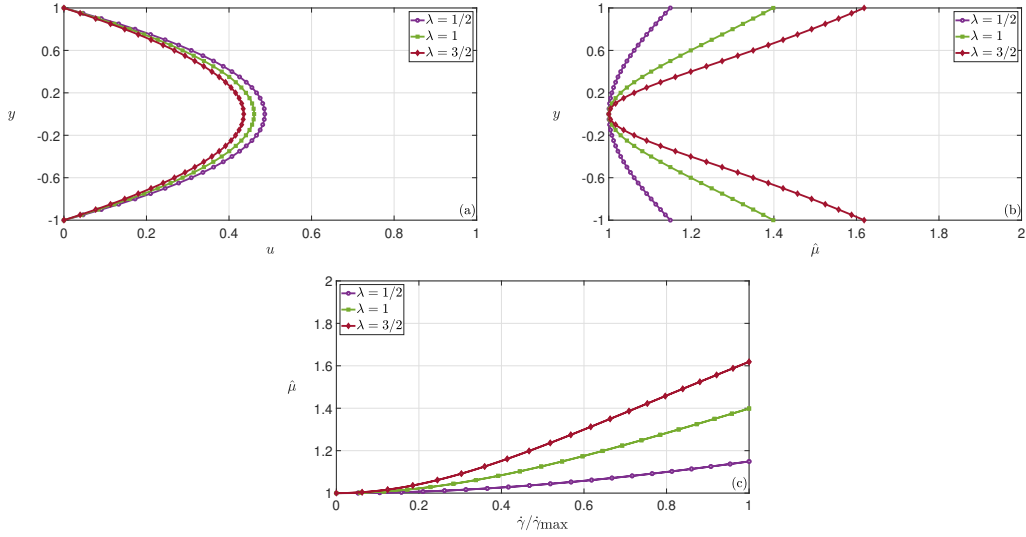 1
λ = 1/2
λ = 1
λ = 3/2
0.6
0.2
y
-0.2
-0.6
-1
(a)
0 0.2 0.4 0.6 0.8 1
u
1
λ = 1/2
λ = 1
λ = 3/2
0.6
0.2
y
-0.2
-0.6
-1
(b)
1 1.2 1.4 1.6 1.8 2
μ̂
2
λ = 1/2
λ = 1
λ = 3/2
1.8
1.6
μ̂
1.4
1.2
1
(c)
0 0.2 0.4 0.6 0.8 1
γ̇/γ̇max